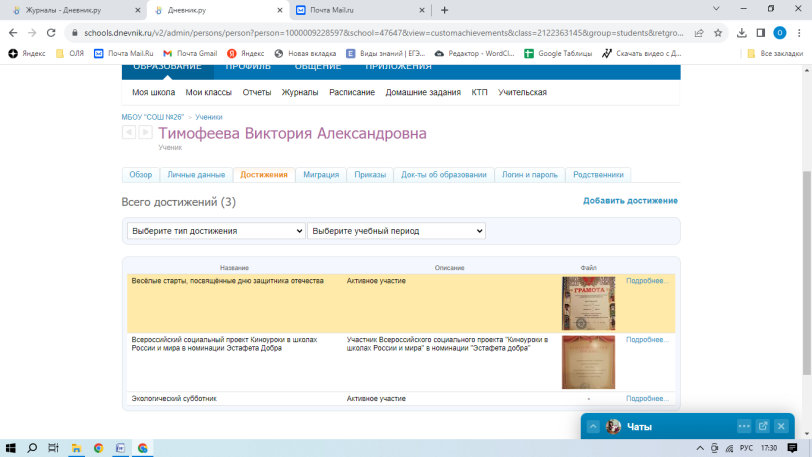 Журналы - Дневник.ру
Дневник.ру
Почта Mail.ru
schools.dnevnik.ru/v2/admin/persons/person?person=1000009228597&school=47647&view=customachievements&class=2122363145&group=students&retgro...
Яндекс
ОЛЯ
Почта Mail.Ru
Почта Gmail
Яндекс
Новая вкладка
Виды знаний | ЕГЭ...
Редактор - WordCl...
Google Таблицы
Скачать видео с Д...
Все закладки
ОБРАЗОВАНИЕ ПРОФИЛЬ ОБЩЕНИЕ ПРИЛОЖЕНИЯ
Моя школа Мои классы Отчеты Журналы Расписание Домашние задания КТП Учительская
МБОУ "СОШ №26" » Ученики
Тимофеева Виктория Александровна
Ученик
Обзор Личные данные Достижения Миграция Приказы Док-ты об образовании Логин и пароль Родственники
Всего достижений (3)
Добавить достижение
Выберите тип достижения
Выберите учебный период
Название Описание Файл
Весёлые старты, посвящённые дню защитника отечества
Активное участие
ГРАМОТА
Подробнее...
Всероссийский социальный проект Киноуроки в школах
России и мира в номинации Эстафета Добра
Участник Всероссийского социального проекта "Киноуроки в
школах России и мира" в номинации "Эстафета добра"
Подробнее...
Экологический субботник
Активное участие
-
Подробнее...
Чаты
РУС 17:30